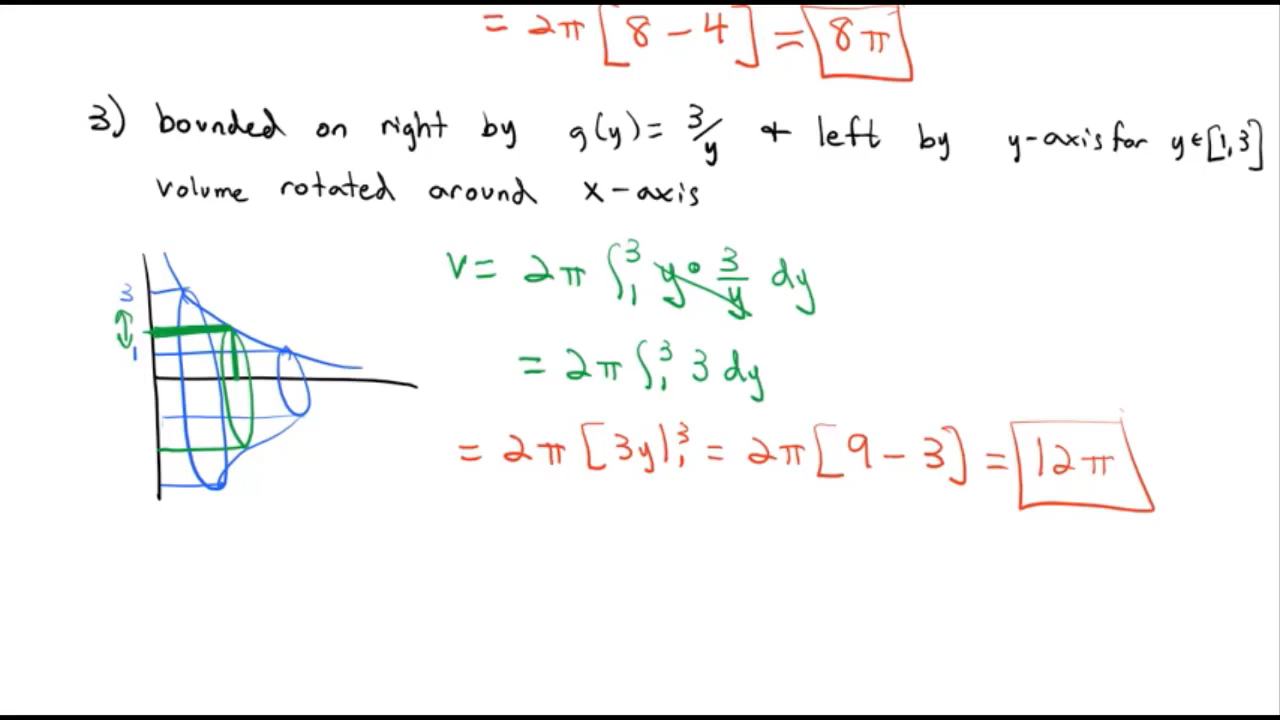 = 2π [8 - 4] = 8π
3) bounded on right by g(y) = 3/y & left by y-axis for y∈[1,3]
volume rotated around x-axis
3
1
V = 2π ∫₁³ y • 3/y dy
= 2π ∫₁³ 3 dy
= 2π [3y|₁³ = 2π [9 - 3] = 12π